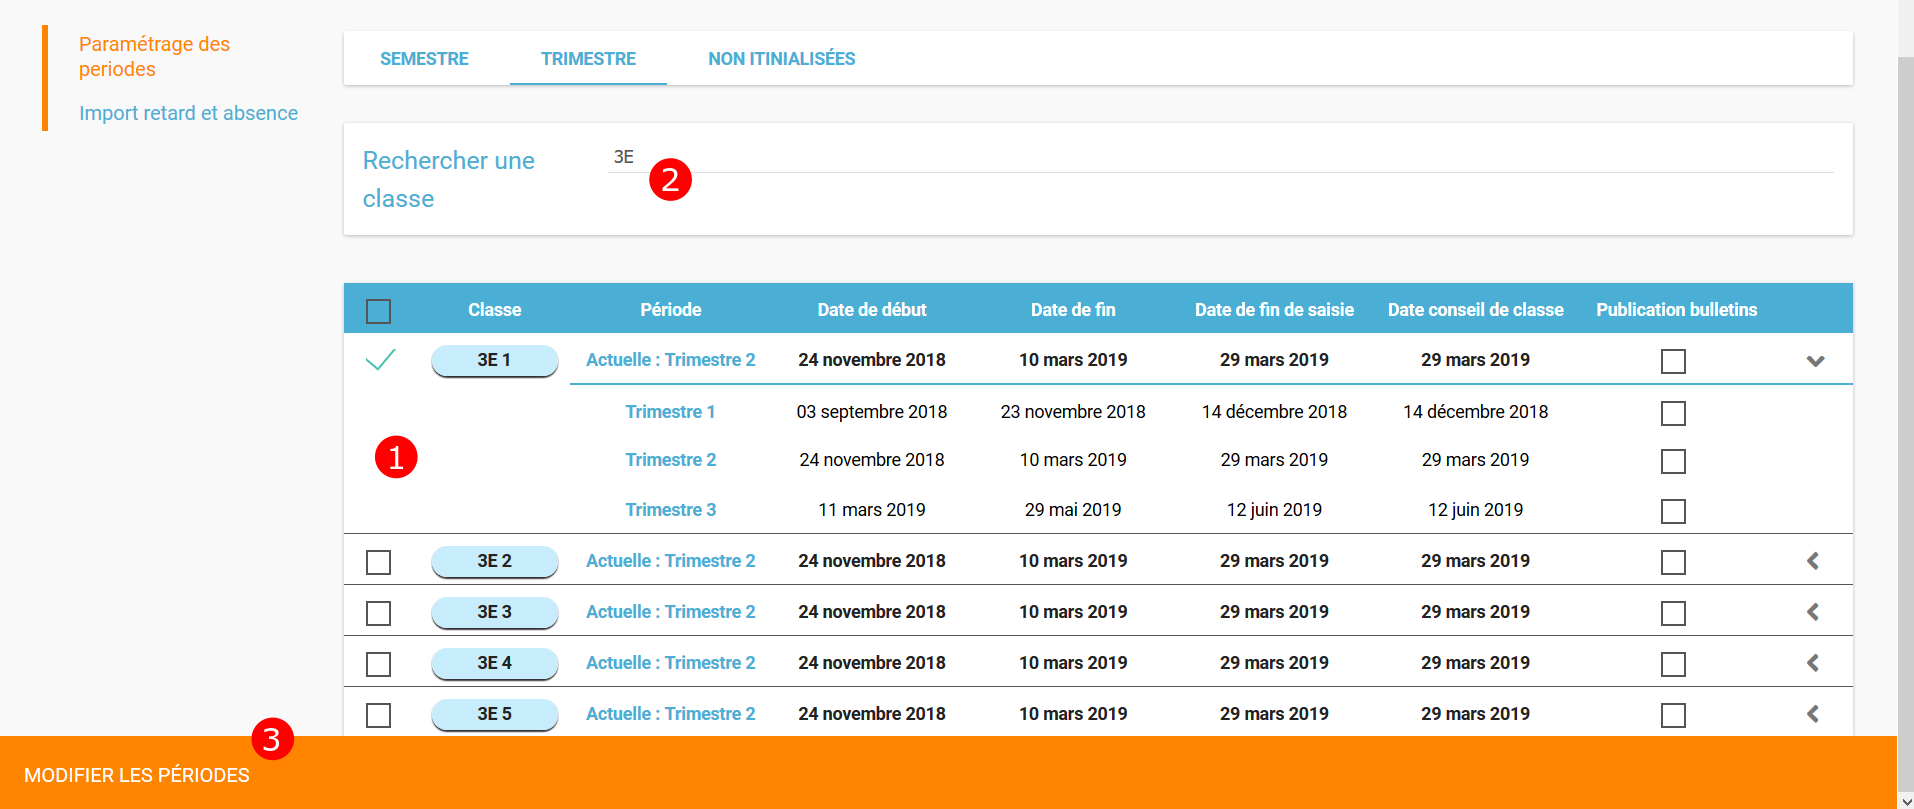 Paramétrage des
periodes
Import retard et absence
SEMESTRE TRIMESTRE NON ITINIALISÉES
Rechercher une
classe
3E
2
Classe Période Date de début Date de fin Date de fin de saisie Date conseil de classe Publication bulletins
3E 1 Actuelle : Trimestre 2 24 novembre 2018 10 mars 2019 29 mars 2019 29 mars 2019
Trimestre 1 03 septembre 2018 23 novembre 2018 14 décembre 2018 14 décembre 2018
1
Trimestre 2 24 novembre 2018 10 mars 2019 29 mars 2019 29 mars 2019
Trimestre 3 11 mars 2019 29 mai 2019 12 juin 2019 12 juin 2019
3E 2 Actuelle : Trimestre 2 24 novembre 2018 10 mars 2019 29 mars 2019 29 mars 2019
3E 3 Actuelle : Trimestre 2 24 novembre 2018 10 mars 2019 29 mars 2019 29 mars 2019
3E 4 Actuelle : Trimestre 2 24 novembre 2018 10 mars 2019 29 mars 2019 29 mars 2019
3E 5 Actuelle : Trimestre 2 24 novembre 2018 10 mars 2019 29 mars 2019 29 mars 2019
3
MODIFIER LES PÉRIODES